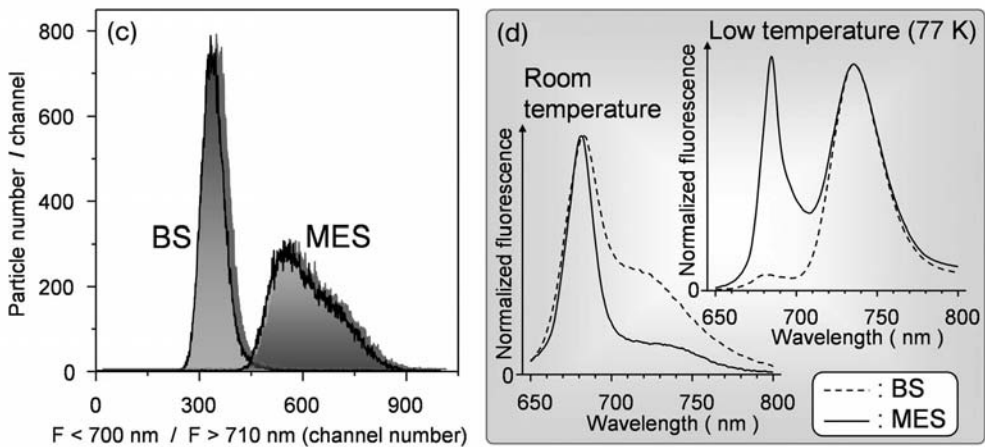 (c)
Particle number / channel
800
600
400
200
0
BS
MES
0
300
600
900
F < 700 nm / F > 710 nm (channel number)
(d)
Room
temperature
Normalized fluorescence
0
650
700
750
800
Wavelength ( nm )
Low temperature (77 K)
Normalized fluorescence
0
650
700
750
800
Wavelength ( nm )
: BS
: MES